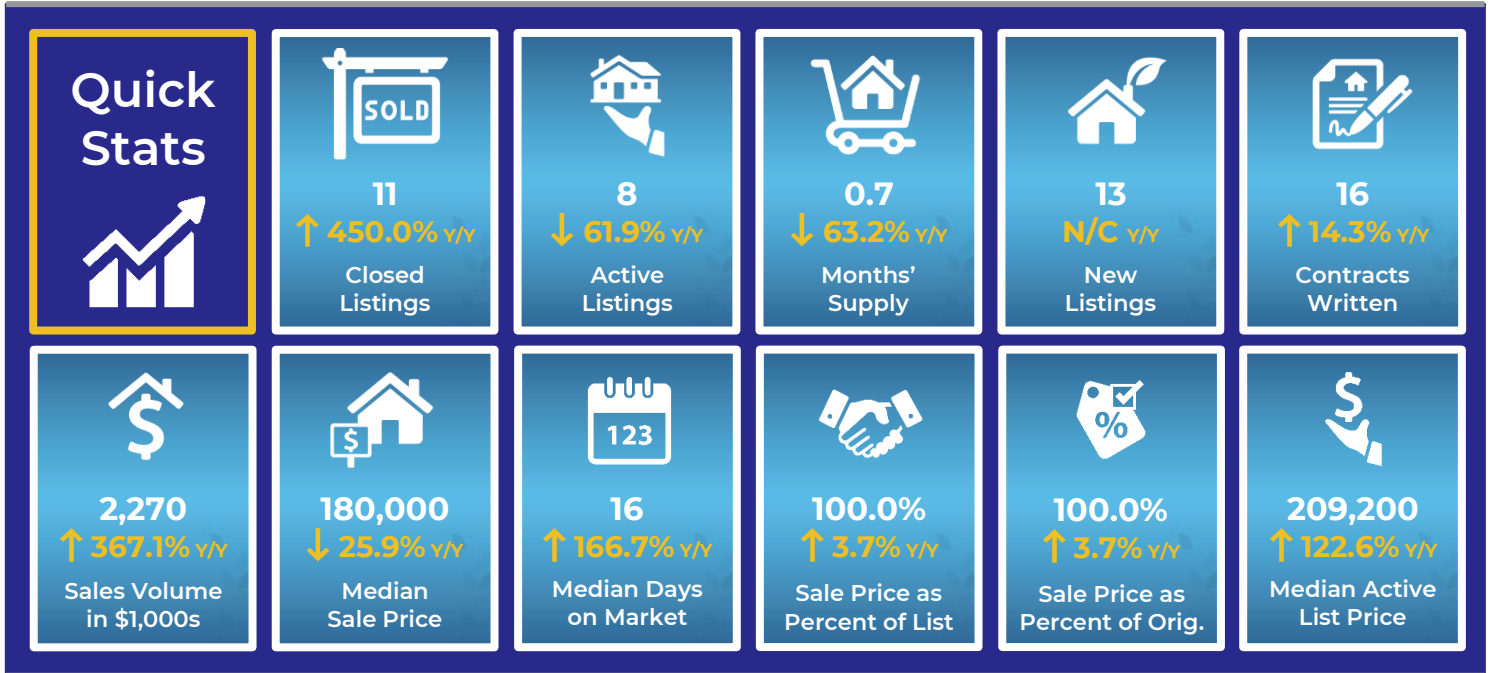 Quick
Stats
SOLD
11
↑ 450.0% Y/Y
Closed
Listings
8
↓ 61.9% Y/Y
Active
Listings
0.7
↓ 63.2% Y/Y
Months’
Supply
13
N/C Y/Y
New
Listings
16
↑ 14.3% Y/Y
Contracts
Written
$
2,270
↑ 367.1% Y/Y
Sales Volume
in $1,000s
$
180,000
↓ 25.9% Y/Y
Median
Sale Price
123
16
↑ 166.7% Y/Y
Median Days
on Market
100.0%
↑ 3.7% Y/Y
Sale Price as
Percent of List
%
100.0%
↑ 3.7% Y/Y
Sale Price as
Percent of Orig.
$
209,200
↑ 122.6% Y/Y
Median Active
List Price